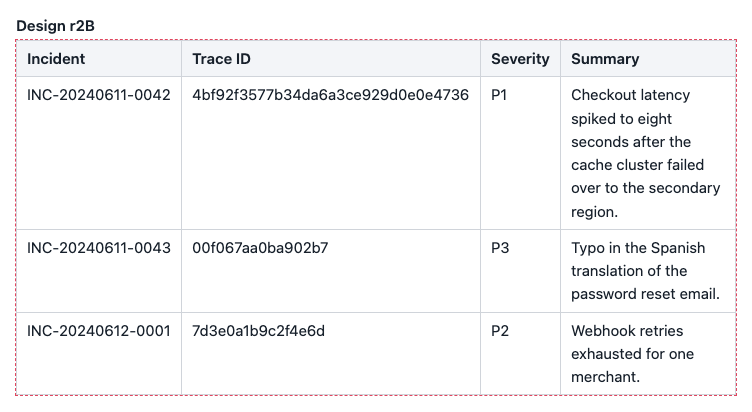 Design r2B
Incident Trace ID Severity Summary
INC-20240611-0042 4bf92f3577b34da6a3ce929d0e0e4736 P1 Checkout latency
spiked to eight
seconds after the
cache cluster failed
over to the secondary
region.
INC-20240611-0043 00f067aa0ba902b7 P3 Typo in the Spanish
translation of the
password reset email.
INC-20240612-0001 7d3e0a1b9c2f4e6d P2 Webhook retries
exhausted for one
merchant.